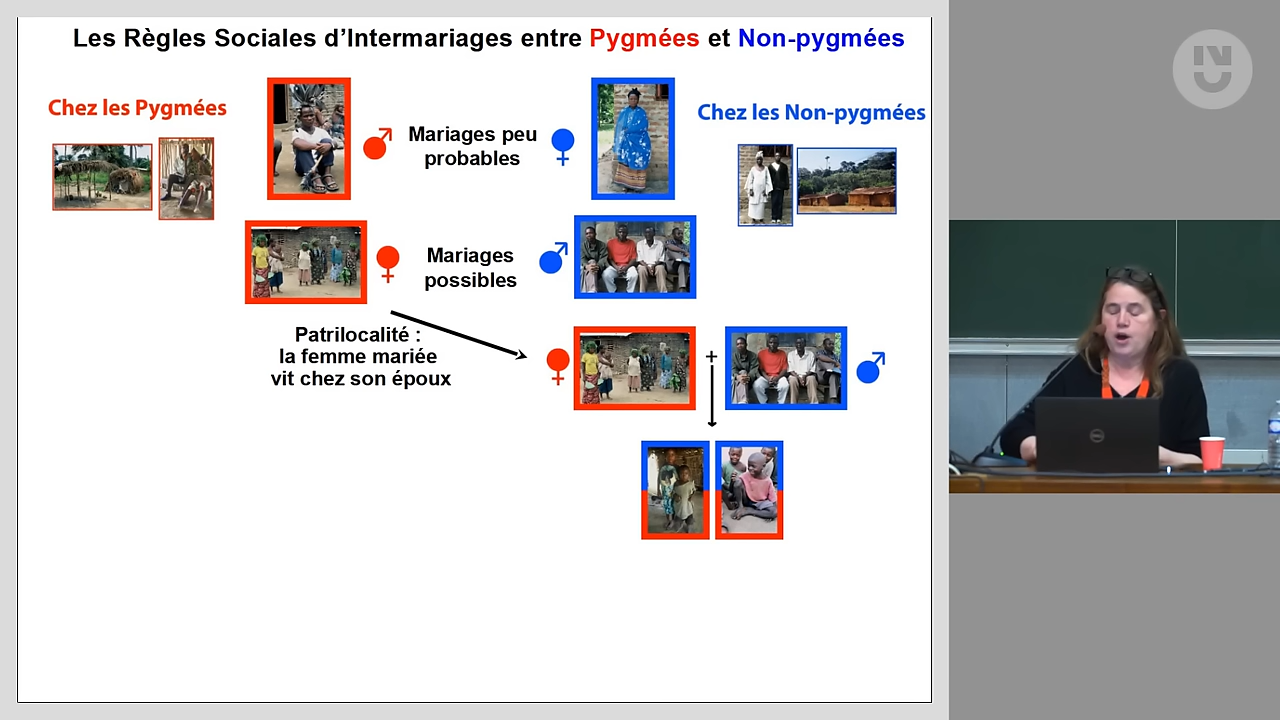 Les Règles Sociales d’Intermariages entre Pygmées et Non-pygmées
Chez les Pygmées
Mariages peu
probables
Chez les Non-pygmées
Mariages
possibles
Patrilocalité :
la femme mariée
vit chez son époux
+
DELL